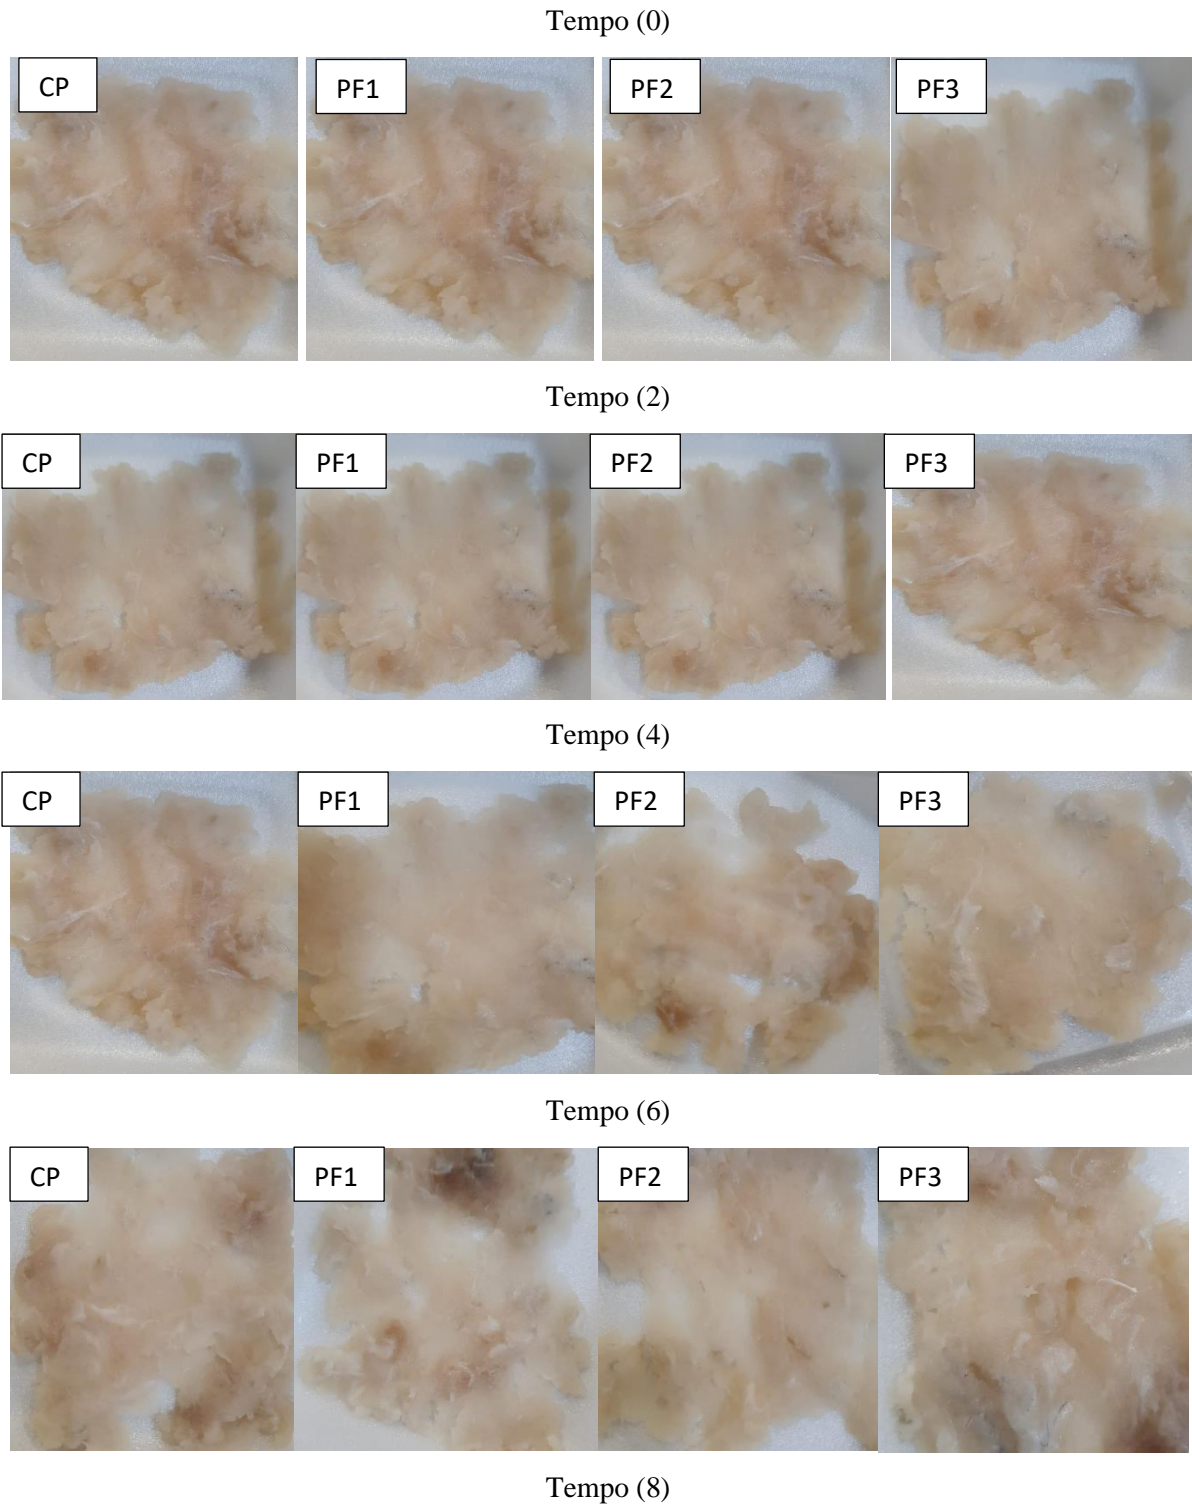 Tempo (0)
CP PF1 PF2 PF3
Tempo (2)
CP PF1 PF2 PF3
Tempo (4)
CP PF1 PF2 PF3
Tempo (6)
CP PF1 PF2 PF3
Tempo (8)